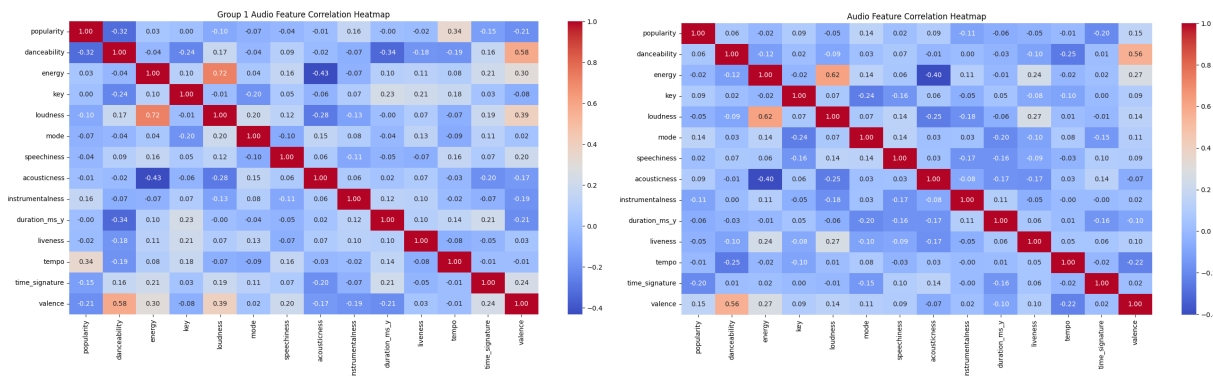 Group 1 Audio Feature Correlation Heatmap
popularity 1.00 -0.32 0.03 0.00 -0.10 -0.07 -0.04 -0.01 0.16 -0.00 -0.02 0.34 -0.15 -0.21
danceability -0.32 1.00 -0.04 -0.24 0.17 -0.04 0.09 -0.02 -0.07 -0.34 -0.18 -0.19 0.16 0.58
energy 0.03 -0.04 1.00 0.10 0.72 0.04 0.16 -0.43 -0.07 0.10 0.11 0.08 0.21 0.30
key 0.00 -0.24 0.10 1.00 -0.01 -0.20 0.05 -0.06 0.07 0.23 0.21 0.18 0.03 -0.08
loudness -0.10 0.17 0.72 -0.01 1.00 0.20 0.12 -0.28 -0.13 -0.00 0.07 -0.07 0.19 0.39
mode -0.07 -0.04 0.04 -0.20 0.20 1.00 -0.10 0.15 0.08 -0.04 0.13 -0.09 0.11 0.02
speechiness -0.04 0.09 0.16 0.05 0.12 -0.10 1.00 0.06 -0.11 -0.05 -0.07 0.16 0.07 0.20
acousticness -0.01 -0.02 -0.43 -0.06 -0.28 0.15 0.06 1.00 0.06 0.02 0.07 -0.03 -0.20 -0.17
instrumentalness 0.16 -0.07 -0.07 0.07 -0.13 0.08 -0.11 0.06 1.00 0.12 0.10 -0.02 -0.07 -0.19
duration_ms_y -0.00 -0.34 0.10 0.23 -0.00 -0.04 -0.05 0.02 0.12 1.00 0.10 0.14 0.21 -0.21
liveness -0.02 -0.18 0.11 0.21 0.07 0.13 -0.07 0.07 0.10 0.10 1.00 -0.08 -0.05 0.03
tempo 0.34 -0.19 0.08 0.18 -0.07 -0.09 0.16 -0.03 -0.02 0.14 -0.08 1.00 -0.01 -0.01
time_signature -0.15 0.16 0.21 0.03 0.19 0.11 0.07 -0.20 -0.07 0.21 -0.05 -0.01 1.00 0.24
valence -0.21 0.58 0.30 -0.08 0.39 0.02 0.20 -0.17 -0.19 -0.21 0.03 -0.01 0.24 1.00
popularity danceability energy key loudness mode speechiness acousticness nstrumentalness duration_ms_y liveness tempo time_signature valence
1.0
0.8
0.6
0.4
0.2
0.0
-0.2
-0.4
Audio Feature Correlation Heatmap
popularity 1.00 0.06 -0.02 0.09 -0.05 0.14 0.02 0.09 -0.11 -0.06 -0.05 -0.01 -0.20 0.15
danceability 0.06 1.00 -0.12 0.02 -0.09 0.03 0.07 -0.01 0.00 -0.03 -0.10 -0.25 0.01 0.56
energy -0.02 -0.12 1.00 -0.02 0.62 0.14 0.06 -0.40 0.11 -0.01 0.24 -0.02 0.02 0.27
key 0.09 0.02 -0.02 1.00 0.07 -0.24 -0.16 0.06 -0.05 0.05 -0.08 -0.10 0.00 0.09
loudness -0.05 -0.09 0.62 0.07 1.00 0.07 0.14 -0.25 -0.18 -0.06 0.27 0.01 -0.01 0.14
mode 0.14 0.03 0.14 -0.24 0.07 1.00 0.14 0.03 0.17 -0.20 -0.10 0.08 -0.15 0.11
speechiness 0.02 0.07 0.06 -0.16 0.14 0.14 1.00 0.03 -0.17 -0.16 -0.09 0.03 0.10 0.09
acousticness 0.09 -0.01 -0.40 0.06 -0.25 0.03 0.03 1.00 -0.08 -0.17 -0.17 0.03 0.14 -0.07
instrumentalness -0.11 0.00 0.11 -0.05 -0.18 0.17 -0.17 -0.08 1.00 0.11 -0.05 -0.00 -0.00 0.02
duration_ms_y -0.06 -0.03 -0.01 0.05 -0.06 -0.20 -0.16 -0.17 0.11 1.00 0.06 0.01 -0.16 -0.10
liveness -0.05 -0.10 0.24 -0.08 0.27 -0.10 -0.09 -0.17 -0.05 0.06 1.00 0.05 0.06 0.10
tempo -0.01 -0.25 -0.02 -0.10 0.01 0.08 0.03 0.03 -0.00 0.01 0.05 1.00 -0.02 -0.22
time_signature -0.20 0.01 0.02 0.00 -0.01 -0.15 0.10 0.14 -0.00 -0.16 0.06 -0.02 1.00 0.02
valence 0.15 0.56 0.27 0.09 0.14 0.11 0.09 -0.07 0.02 -0.10 0.10 -0.22 0.02 1.00
popularity danceability energy key loudness mode speechiness acousticness nstrumentalness duration_ms_y liveness tempo time_signature valence
1.0
0.8
0.6
0.4
0.2
0.0
-0.2
-0.